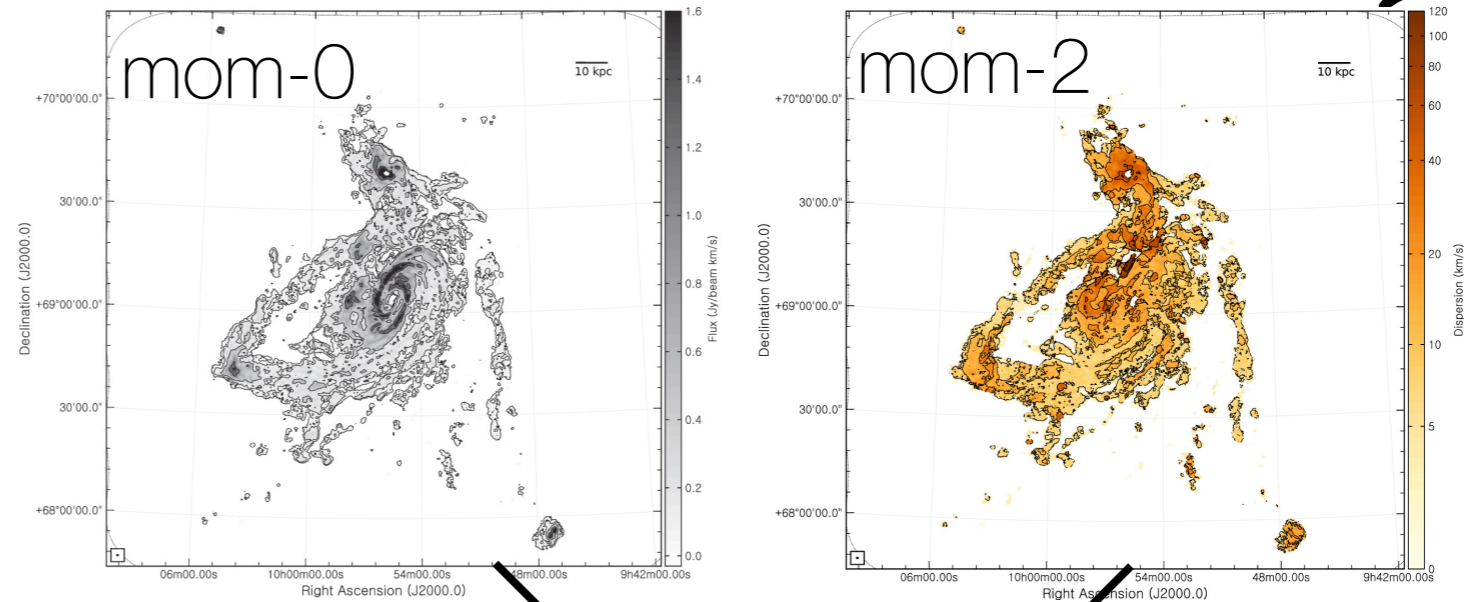 mom-0
10 kpc
+70°00'00.0"
30'00.0"
+69°00'00.0"
30'00.0"
+68°00'00.0"
Declination (J2000.0)
06m00.00s
10h00m00.00s
54m00.00s
48m00.00s
9h42m00.00s
Right Ascension (J2000.0)
1.6
1.4
1.2
1.0
0.8
0.6
0.4
0.2
0.0
Flux (Jy/beam km/s)
mom-2
10 kpc
+70°00'00.0"
30'00.0"
+69°00'00.0"
30'00.0"
+68°00'00.0"
Declination (J2000.0)
06m00.00s
10h00m00.00s
54m00.00s
48m00.00s
9h42m00.00s
Right Ascension (J2000.0)
120
100
80
60
40
20
10
5
0
Dispersion (km/s)